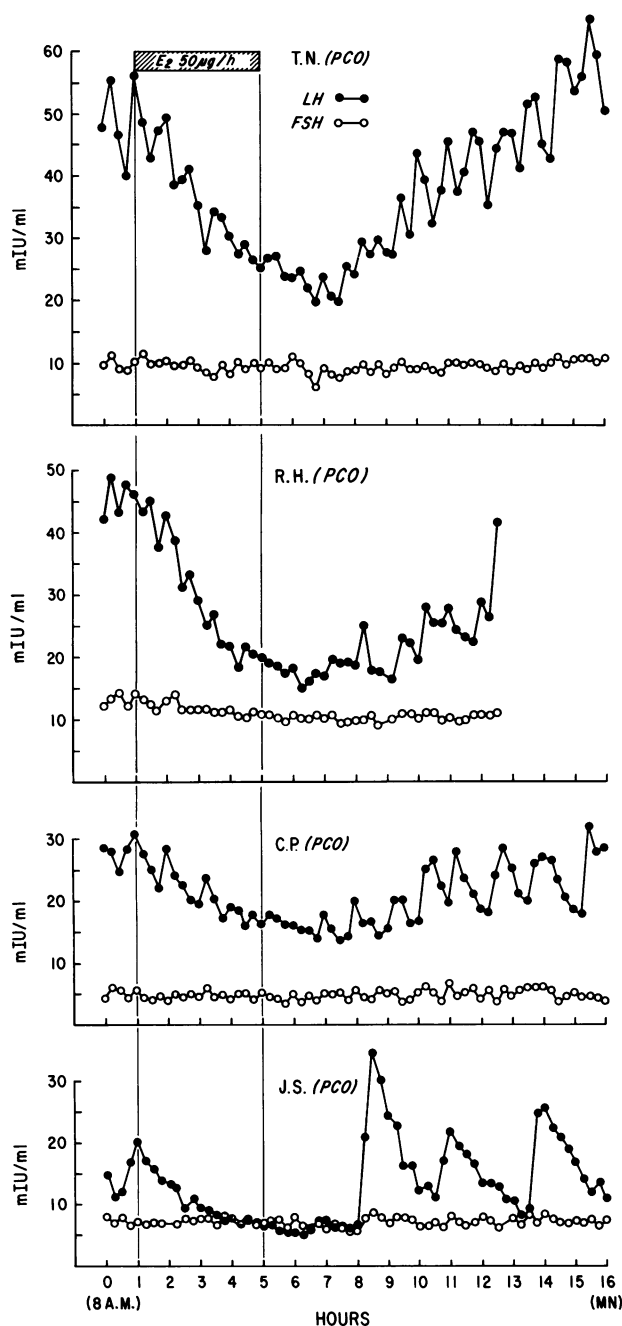 E₂ 50µg/h
T.N. (PCO)
LH
FSH
60
50
40
30
20
10
mIU/ml
R.H. (PCO)
50
40
30
20
10
mIU/ml
C.P. (PCO)
30
20
10
mIU/ml
J.S. (PCO)
30
20
10
mIU/ml
0 1 2 3 4 5 6 7 8 9 10 11 12 13 14 15 16
(8 A.M.) (MN)
HOURS